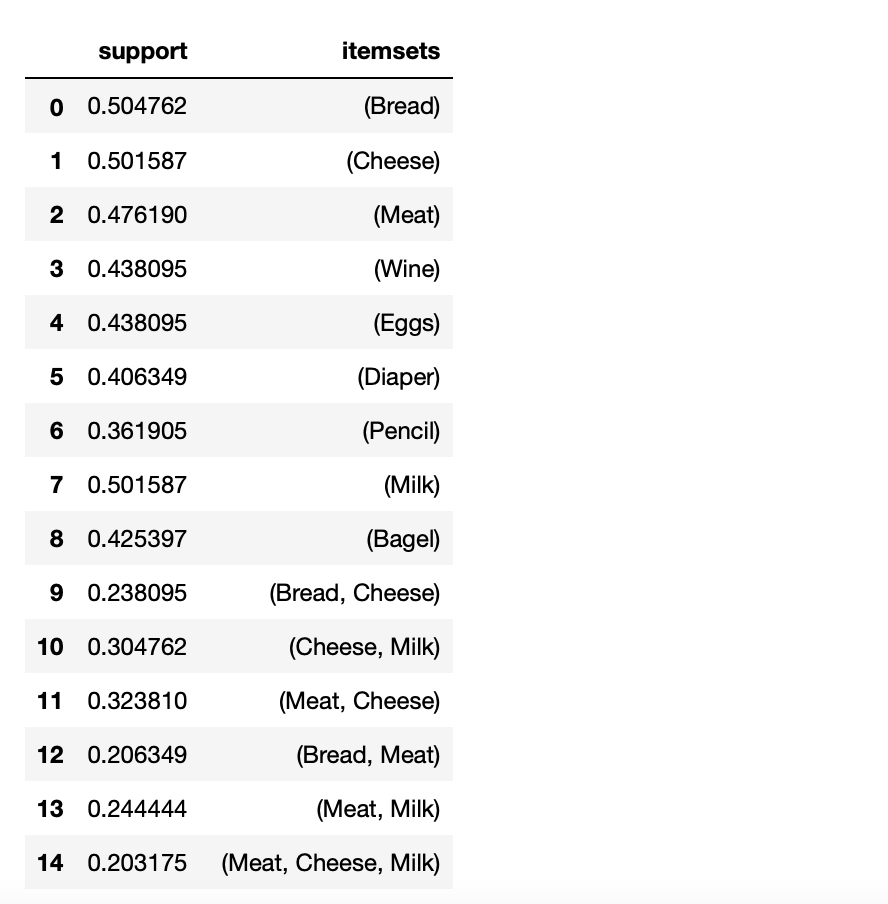 support itemsets
0 0.504762 (Bread)
1 0.501587 (Cheese)
2 0.476190 (Meat)
3 0.438095 (Wine)
4 0.438095 (Eggs)
5 0.406349 (Diaper)
6 0.361905 (Pencil)
7 0.501587 (Milk)
8 0.425397 (Bagel)
9 0.238095 (Bread, Cheese)
10 0.304762 (Cheese, Milk)
11 0.323810 (Meat, Cheese)
12 0.206349 (Bread, Meat)
13 0.244444 (Meat, Milk)
14 0.203175 (Meat, Cheese, Milk)